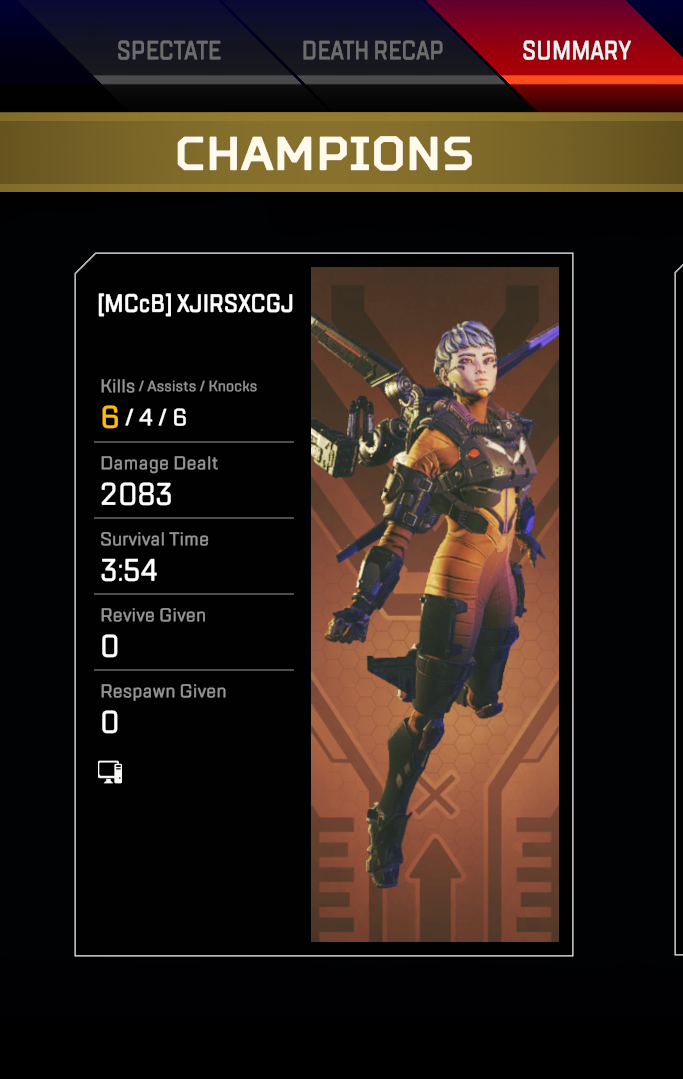 SPECTATE DEATH RECAP SUMMARY
CHAMPIONS
[MCcB] XJIRSXCGJ
Kills / Assists / Knocks
6 / 4 / 6
Damage Dealt
2083
Survival Time
3:54
Revive Given
0
Respawn Given
0